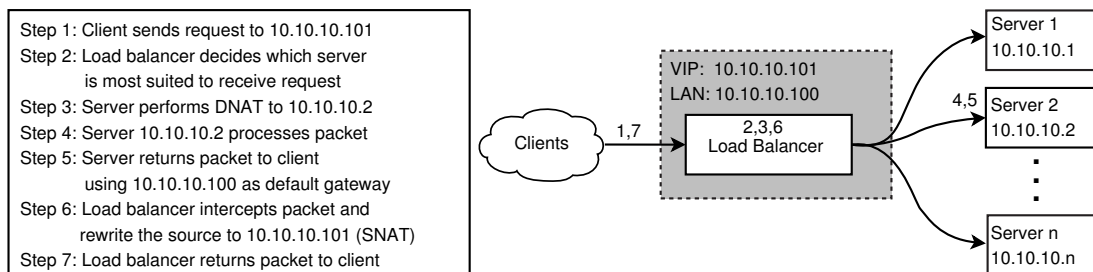 Step 1: Client sends request to 10.10.10.101
Step 2: Load balancer decides which server
is most suited to receive request
Step 3: Server performs DNAT to 10.10.10.2
Step 4: Server 10.10.10.2 processes packet
Step 5: Server returns packet to client
using 10.10.10.100 as default gateway
Step 6: Load balancer intercepts packet and
rewrite the source to 10.10.10.101 (SNAT)
Step 7: Load balancer returns packet to client
Clients
1,7
VIP: 10.10.10.101
LAN: 10.10.10.100
2,3,6
Load Balancer
Server 1
10.10.10.1
4,5
Server 2
10.10.10.2
Server n
10.10.10.n